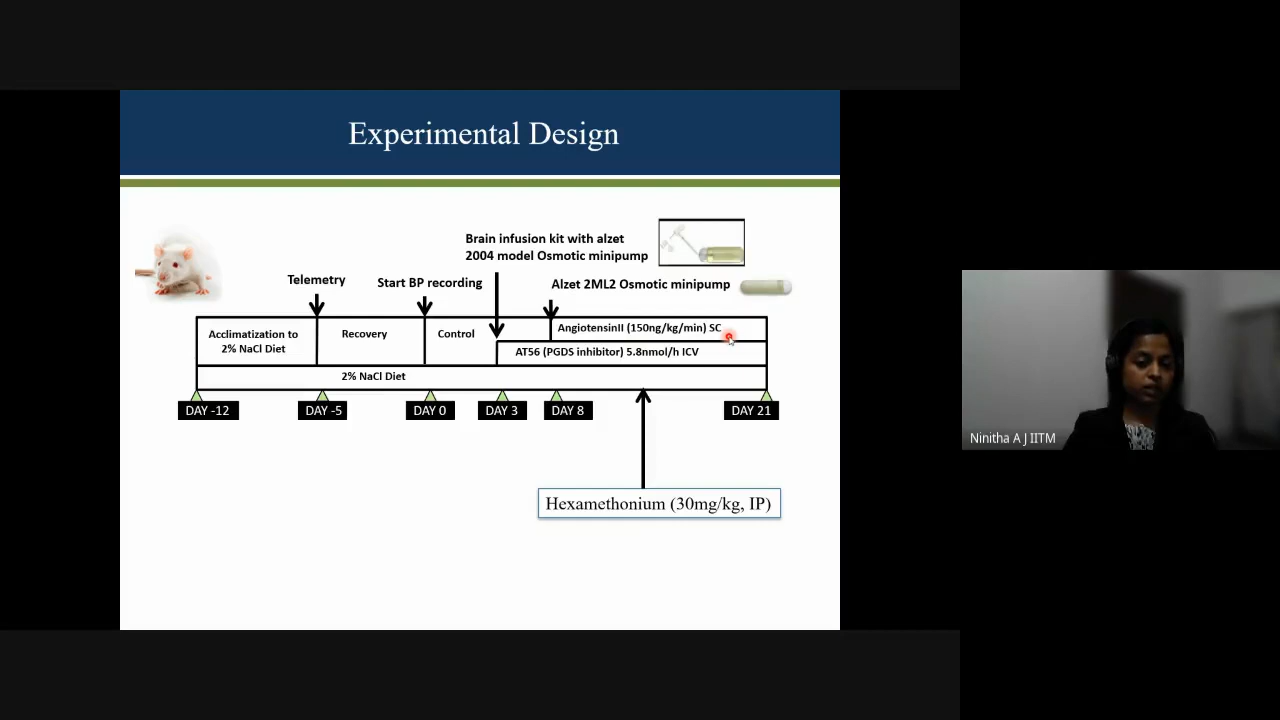 Experimental Design
Brain infusion kit with alzet
2004 model Osmotic minipump
Telemetry
Start BP recording
Alzet 2ML2 Osmotic minipump
Acclimatization to
2% NaCl Diet
Recovery
Control
AngiotensinII (150ng/kg/min) SC
AT56 (PGDS inhibitor) 5.8nmol/h ICV
2% NaCl Diet
DAY -12
DAY -5
DAY 0
DAY 3
DAY 8
DAY 21
Hexamethonium (30mg/kg, IP)
Ninitha A J IITM